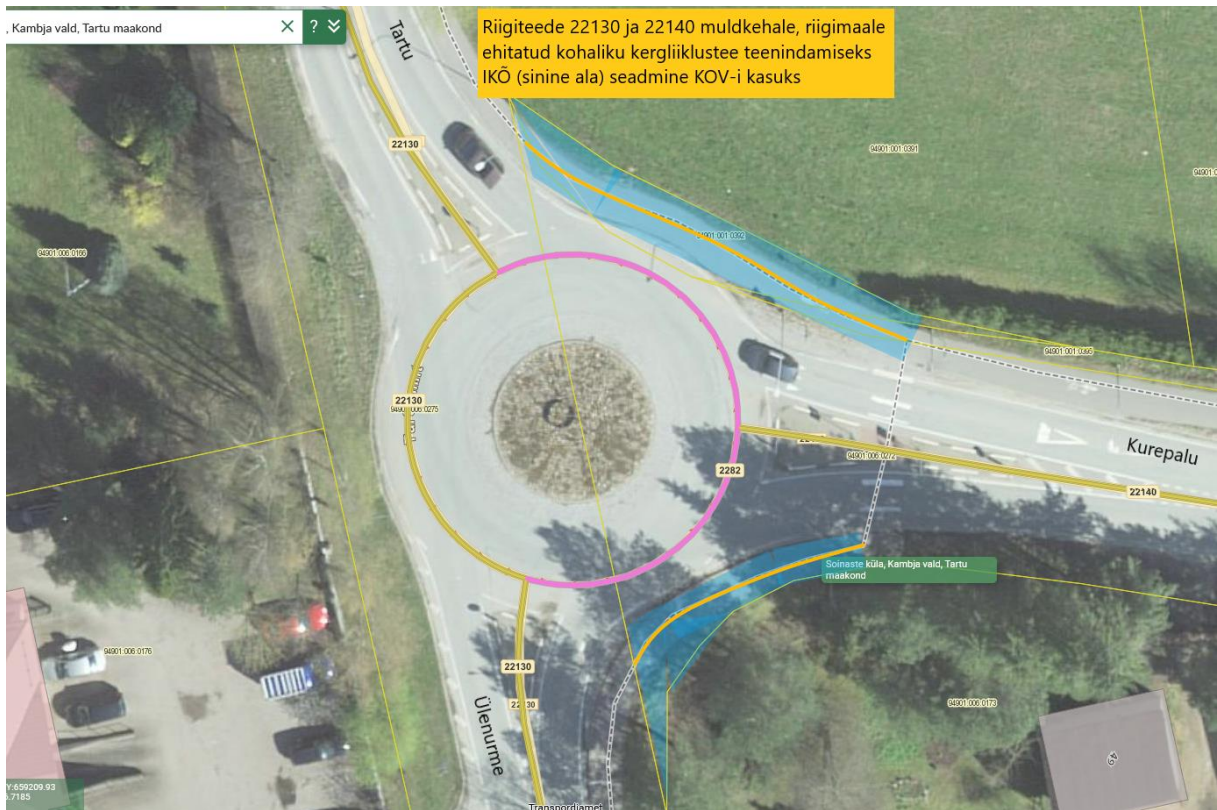 , Kambja vald, Tartu maakond
?
Riigiteede 22130 ja 22140 muldkehale, riigimaale
ehitatud kohaliku kergliiklustee teenindamiseks
IKÕ (sinine ala) seadmine KOV-i kasuks
Tartu
22130
94901:001:0391
94901:006:0166
94901:001:0392
94901:001:0395
22130
94901:006:0275
94901:006:0272
Kurepalu
2282
22140
Soinaste küla, Kambja vald, Tartu
maakond
94901:006:0176
22130
Ülenurme
94901:006:0173
49
Y:659209.93
Transpordiamet